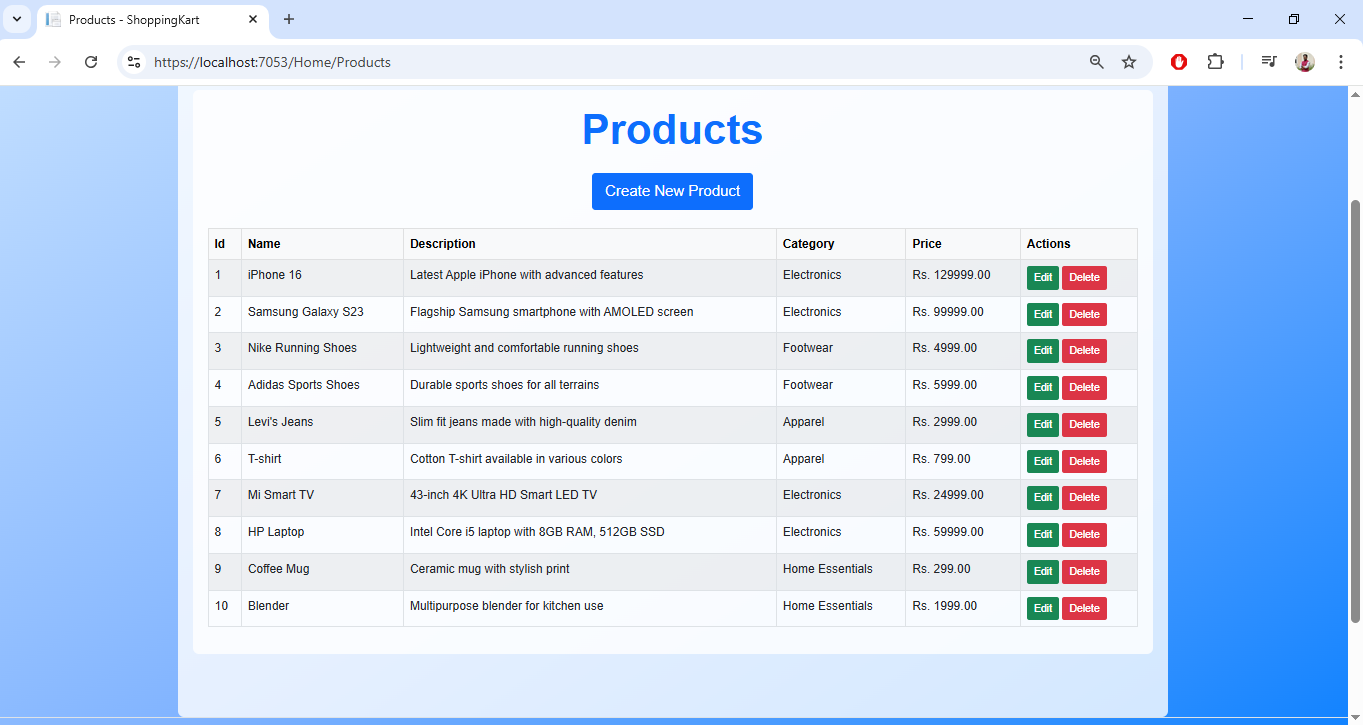 Products - ShoppingKart
https://localhost:7053/Home/Products
Products
Create New Product
Id Name Description Category Price Actions
1 iPhone 16 Latest Apple iPhone with advanced features Electronics Rs. 129999.00 Edit Delete
2 Samsung Galaxy S23 Flagship Samsung smartphone with AMOLED screen Electronics Rs. 99999.00 Edit Delete
3 Nike Running Shoes Lightweight and comfortable running shoes Footwear Rs. 4999.00 Edit Delete
4 Adidas Sports Shoes Durable sports shoes for all terrains Footwear Rs. 5999.00 Edit Delete
5 Levi's Jeans Slim fit jeans made with high-quality denim Apparel Rs. 2999.00 Edit Delete
6 T-shirt Cotton T-shirt available in various colors Apparel Rs. 799.00 Edit Delete
7 Mi Smart TV 43-inch 4K Ultra HD Smart LED TV Electronics Rs. 24999.00 Edit Delete
8 HP Laptop Intel Core i5 laptop with 8GB RAM, 512GB SSD Electronics Rs. 59999.00 Edit Delete
9 Coffee Mug Ceramic mug with stylish print Home Essentials Rs. 299.00 Edit Delete
10 Blender Multipurpose blender for kitchen use Home Essentials Rs. 1999.00 Edit Delete